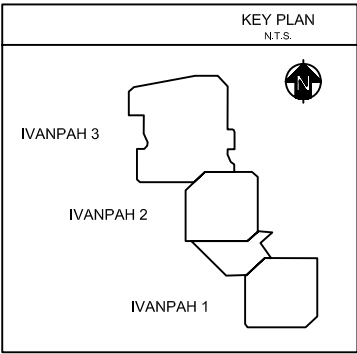 KEY PLAN
N.T.S.
N
IVANPAH 3
IVANPAH 2
IVANPAH 1